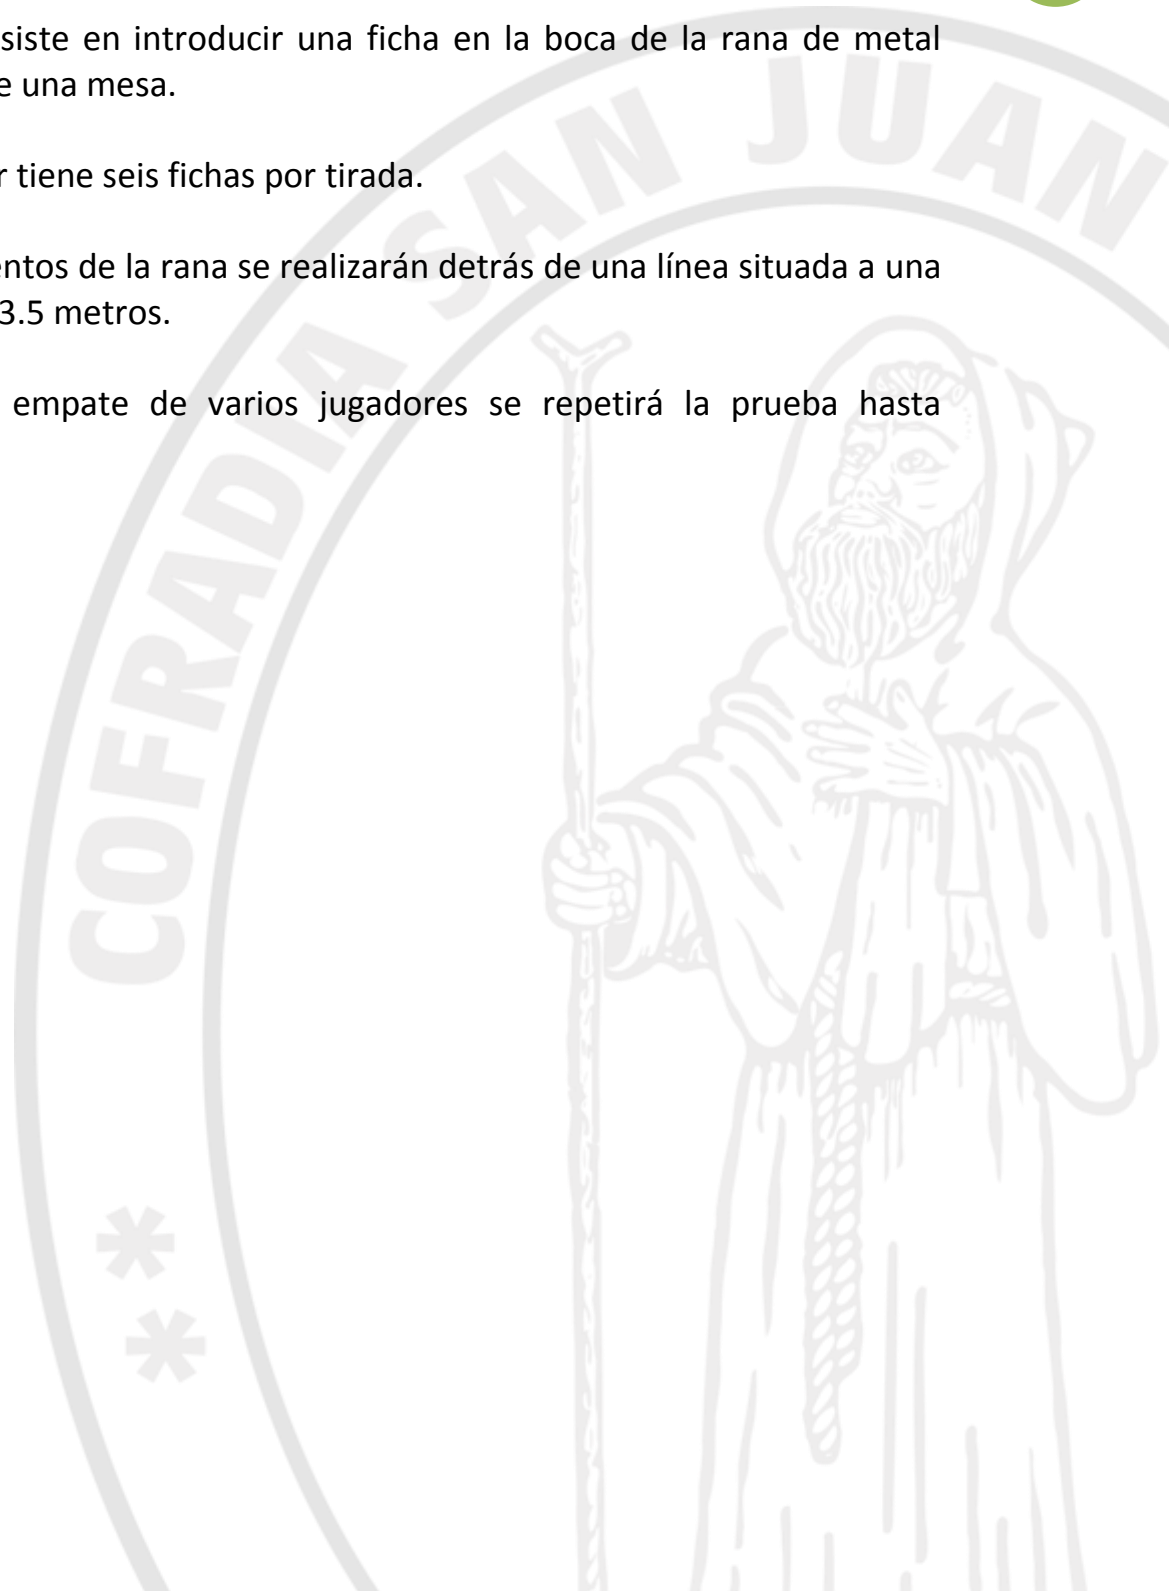 siste en introducir una ficha en la boca de la rana de metal
e una mesa.
r tiene seis fichas por tirada.
entos de la rana se realizarán detrás de una línea situada a una
3.5 metros.
empate de varios jugadores se repetirá la prueba hasta
COFRADIA SAN JUAN
**